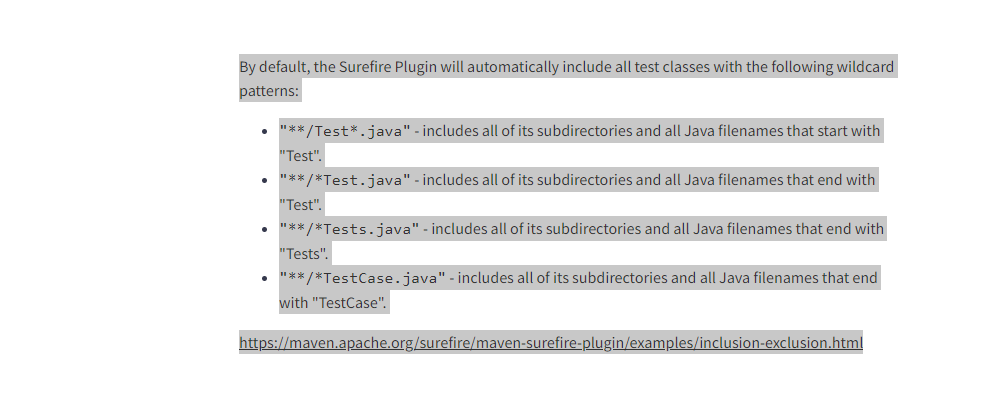 By default, the Surefire Plugin will automatically include all test classes with the following wildcard
patterns:
• "**/Test*.java" - includes all of its subdirectories and all Java filenames that start with
"Test".
• "**/*Test.java" - includes all of its subdirectories and all Java filenames that end with
"Test".
• "**/*Tests.java" - includes all of its subdirectories and all Java filenames that end with
"Tests".
• "**/*TestCase.java" - includes all of its subdirectories and all Java filenames that end
with "TestCase".
https://maven.apache.org/surefire/maven-surefire-plugin/examples/inclusion-exclusion.html